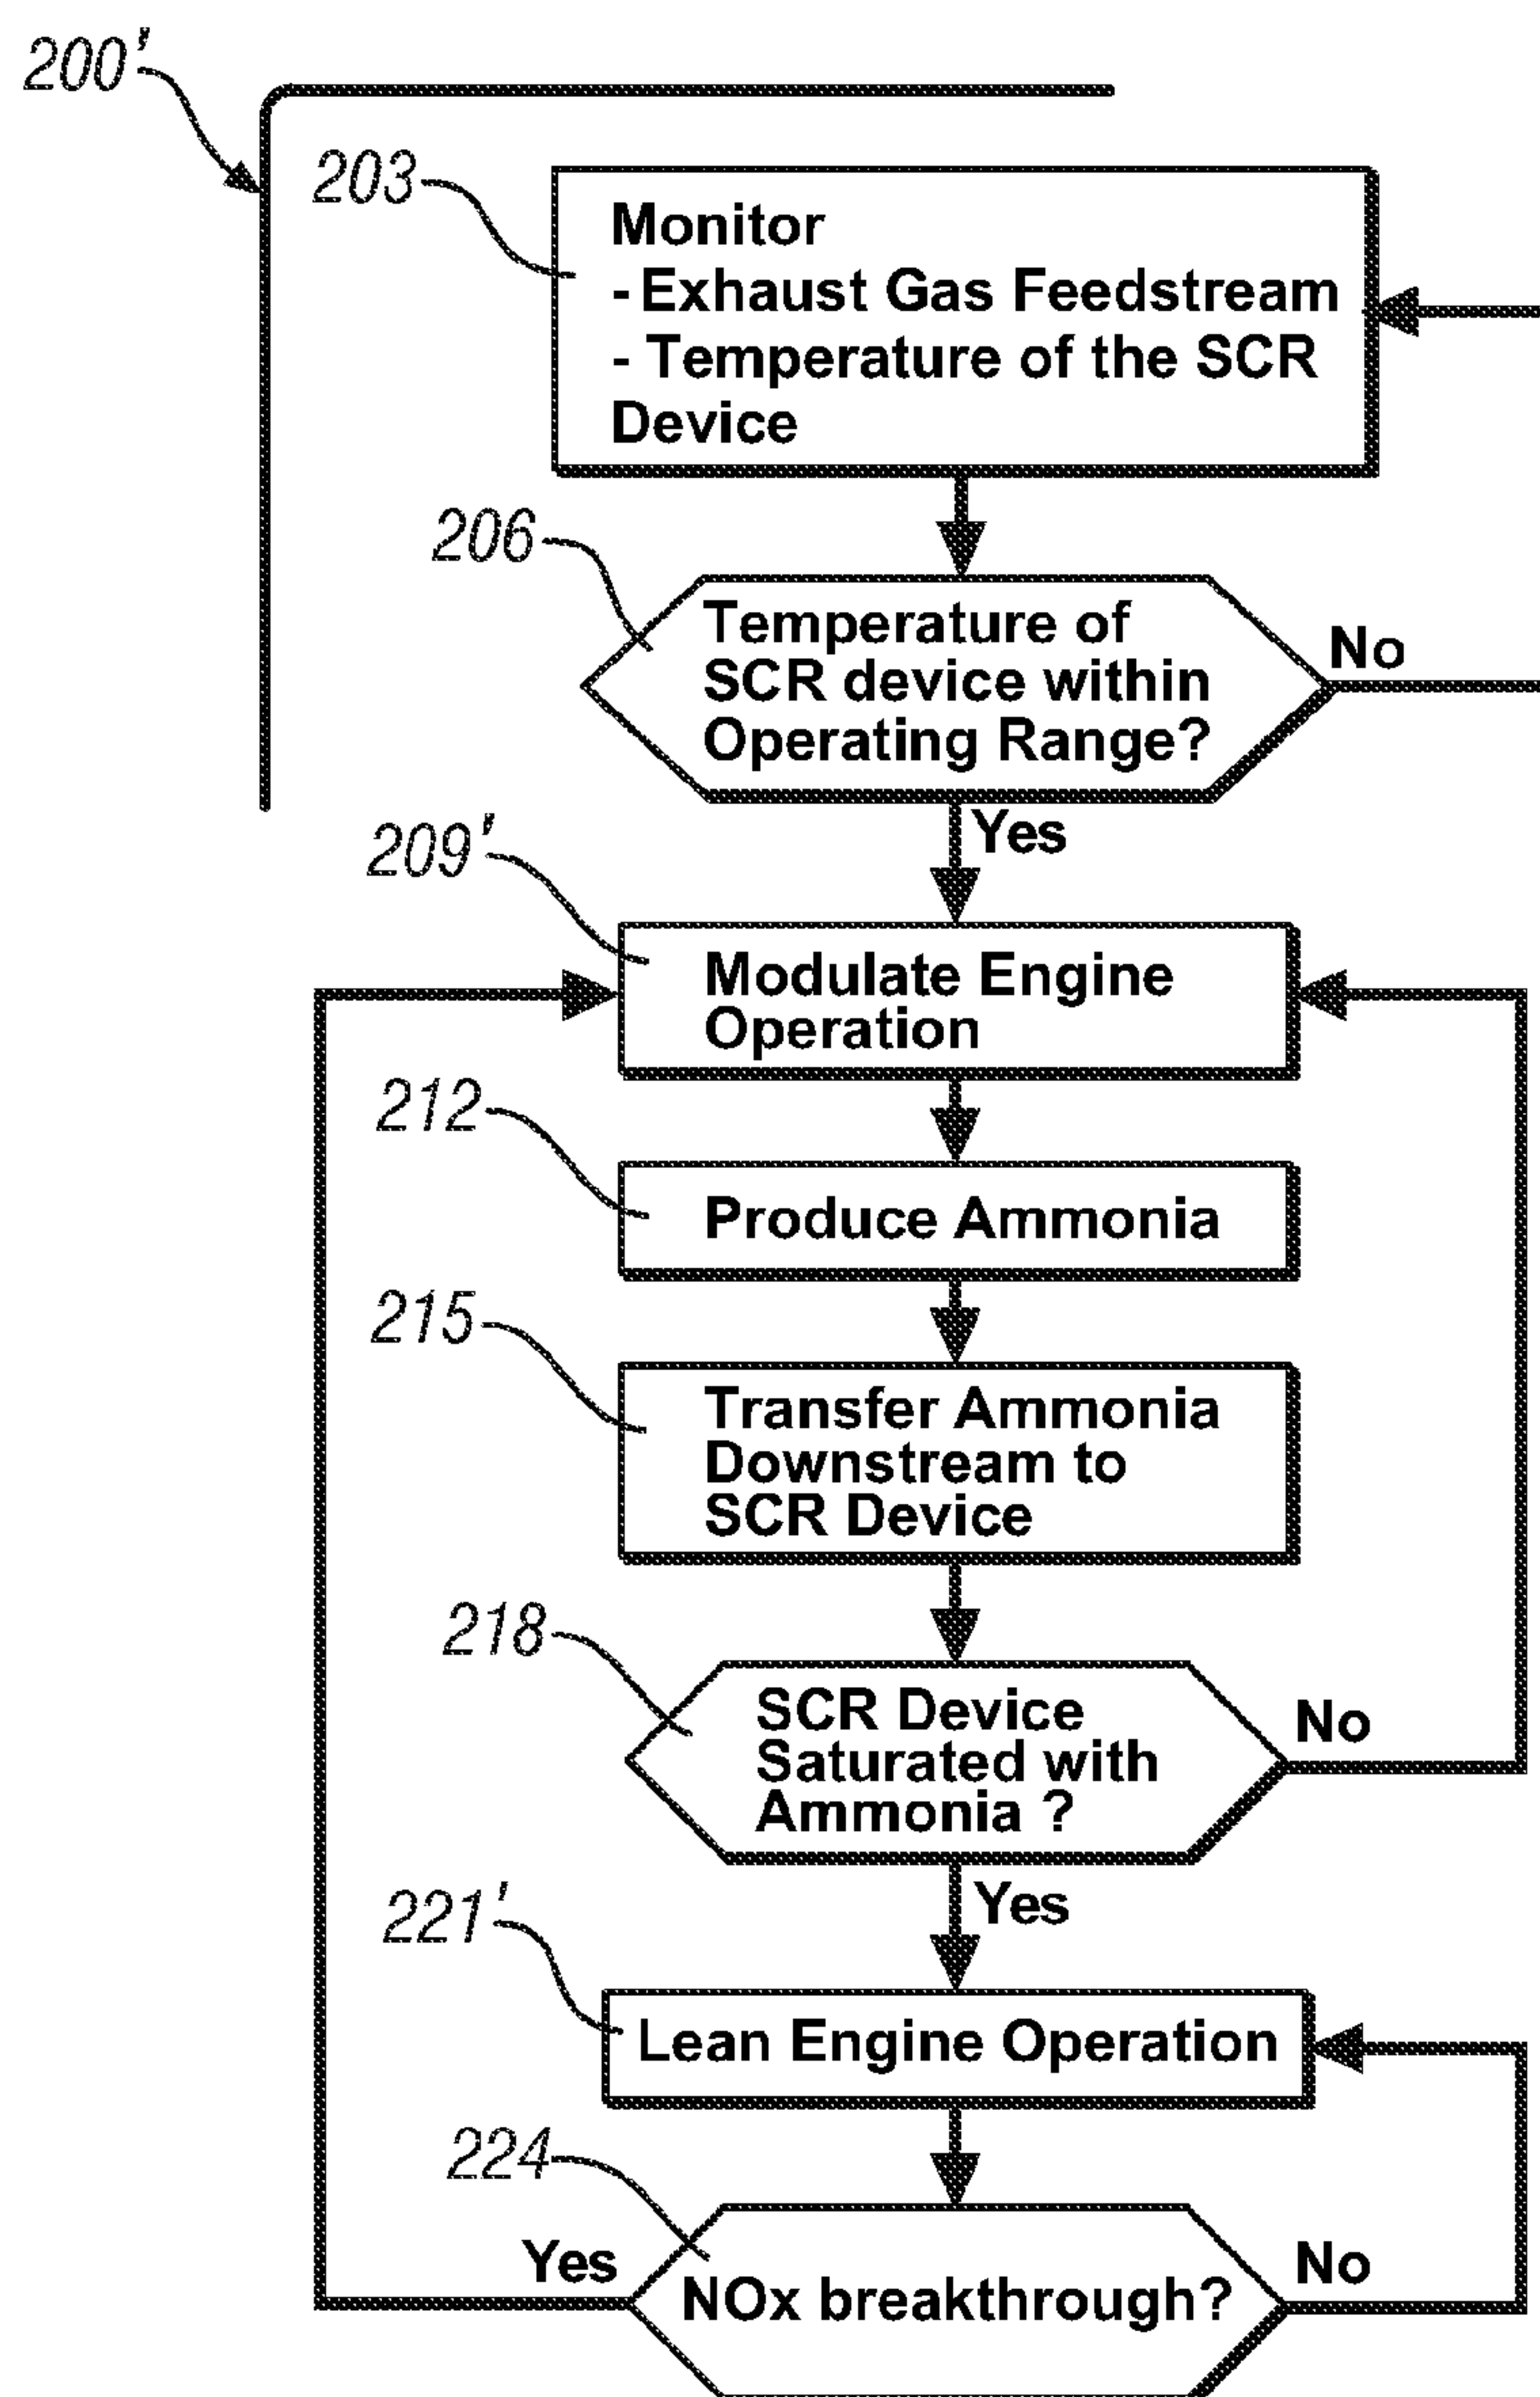 200'
203
Monitor
- Exhaust Gas Feedstream
- Temperature of the SCR
Device
206
Temperature of
SCR device within
Operating Range?
No
Yes
209'
Modulate Engine
Operation
212
Produce Ammonia
215
Transfer Ammonia
Downstream to
SCR Device
218
SCR Device
Saturated with
Ammonia ?
No
Yes
221'
Lean Engine Operation
224
Yes
NOx breakthrough?
No